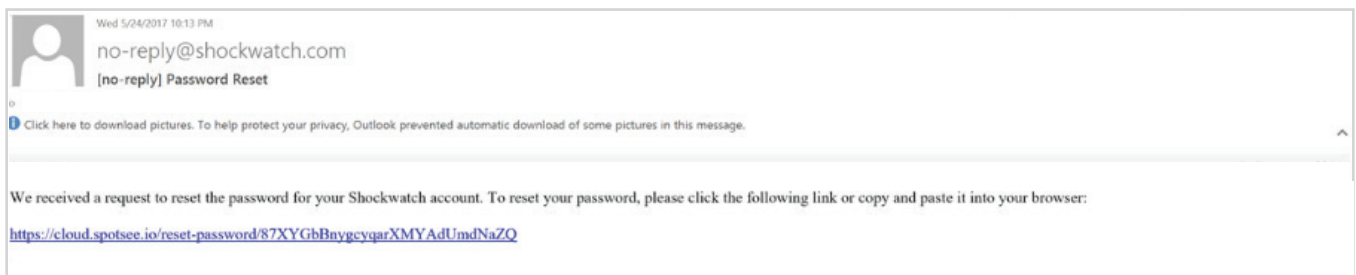 Wed 5/24/2017 10:13 PM
no-reply@shockwatch.com
[no-reply] Password Reset
Click here to download pictures. To help protect your privacy, Outlook prevented automatic download of some pictures in this message.
We received a request to reset the password for your Shockwatch account. To reset your password, please click the following link or copy and paste it into your browser:
https://cloud.spotsee.io/reset-password/87XYGbBnygcyqarXMYAdUmdNaZQ